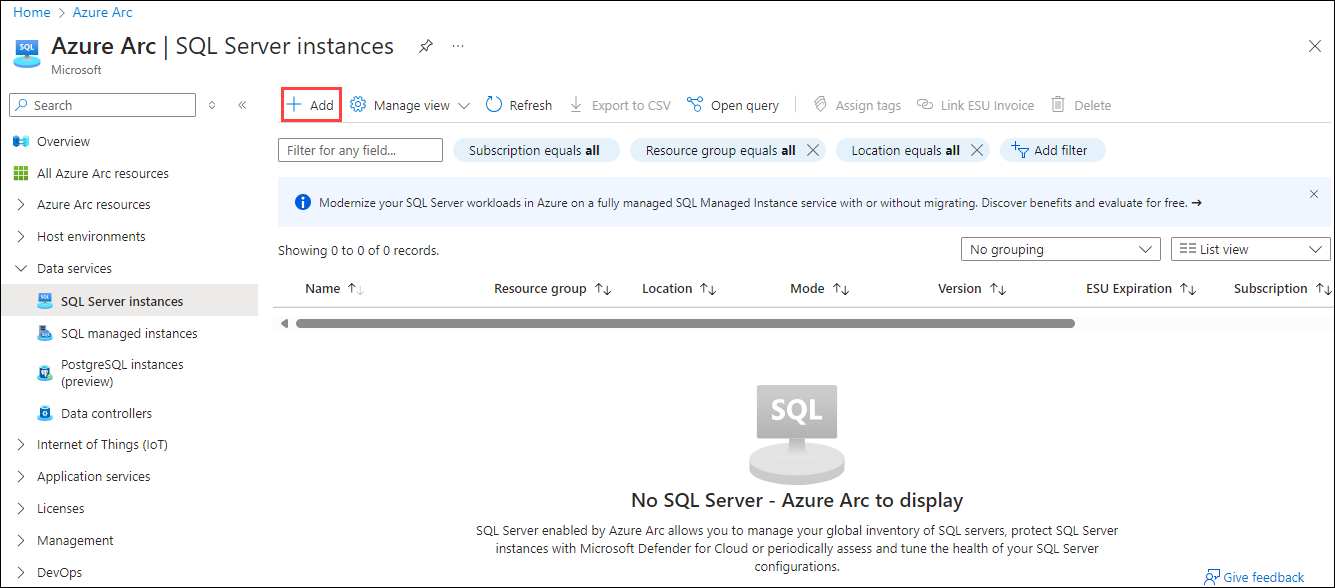 Home > Azure Arc
SQL
Azure Arc | SQL Server instances
Microsoft
Search
Overview
All Azure Arc resources
Azure Arc resources
Host environments
Data services
SQL Server instances
SQL managed instances
PostgreSQL instances
(preview)
Data controllers
Internet of Things (IoT)
Application services
Licenses
Management
DevOps
Add Manage view Refresh Export to CSV Open query Assign tags Link ESU Invoice Delete
Filter for any field... Subscription equals all Resource group equals all Location equals all Add filter
Modernize your SQL Server workloads in Azure on a fully managed SQL Managed Instance service with or without migrating. Discover benefits and evaluate for free. →
Showing 0 to 0 of 0 records. No grouping List view
Name ↑↓ Resource group ↑↓ Location ↑↓ Mode ↑↓ Version ↑↓ ESU Expiration ↑↓ Subscription ↑↓
SQL
No SQL Server - Azure Arc to display
SQL Server enabled by Azure Arc allows you to manage your global inventory of SQL servers, protect SQL Server
instances with Microsoft Defender for Cloud or periodically assess and tune the health of your SQL Server
configurations.
Give feedback